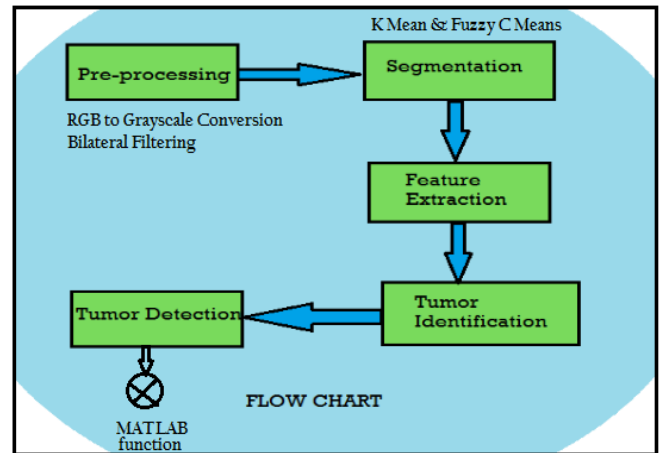 K Mean & Fuzzy C Means
Pre-processing
Segmentation
RGB to Grayscale Conversion
Bilateral Filtering
Feature
Extraction
Tumor Detection
Tumor
Identification
FLOW CHART
MATLAB
function